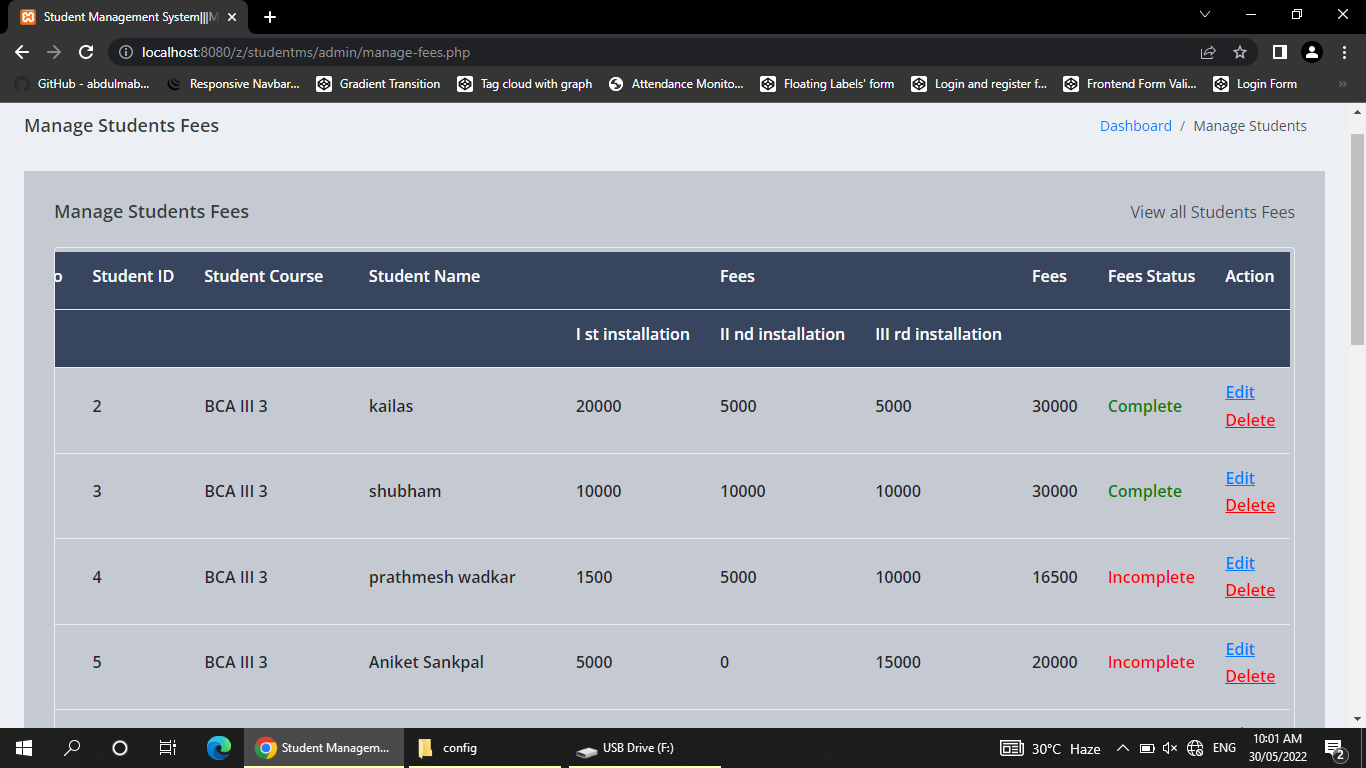 Student Management System|||M
localhost:8080/z/studentms/admin/manage-fees.php
GitHub - abdulmab... Responsive Navbar... Gradient Transition Tag cloud with graph Attendance Monito... Floating Labels' form Login and register f... Frontend Form Vali... Login Form »
Manage Students Fees Dashboard / Manage Students
Manage Students Fees View all Students Fees
o Student ID Student Course Student Name Fees Fees Fees Status Action
I st installation II nd installation III rd installation
2 BCA III 3 kailas 20000 5000 5000 30000 Complete Edit
Delete
3 BCA III 3 shubham 10000 10000 10000 30000 Complete Edit
Delete
4 BCA III 3 prathmesh wadkar 1500 5000 10000 16500 Incomplete Edit
Delete
5 BCA III 3 Aniket Sankpal 5000 0 15000 20000 Incomplete Edit
Delete
Student Managem... config USB Drive (F:) 30°C Haze ENG 10:01 AM
30/05/2022 2